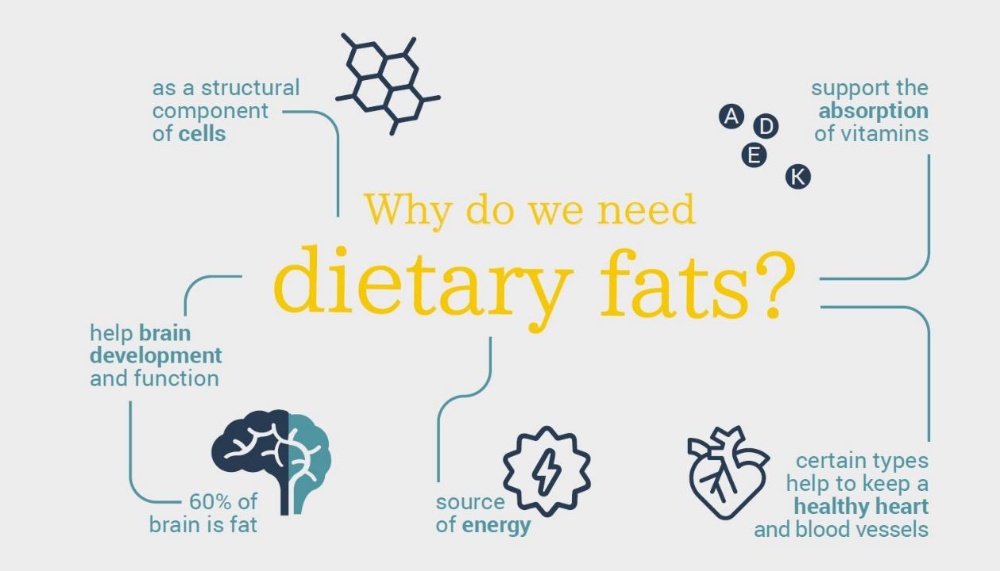 as a structural
component
of cells
A
D
E
K
support the
absorption
of vitamins
Why do we need
dietary fats?
help brain
development
and function
60% of
brain is fat
source
of energy
certain types
help to keep a
healthy heart
and blood vessels